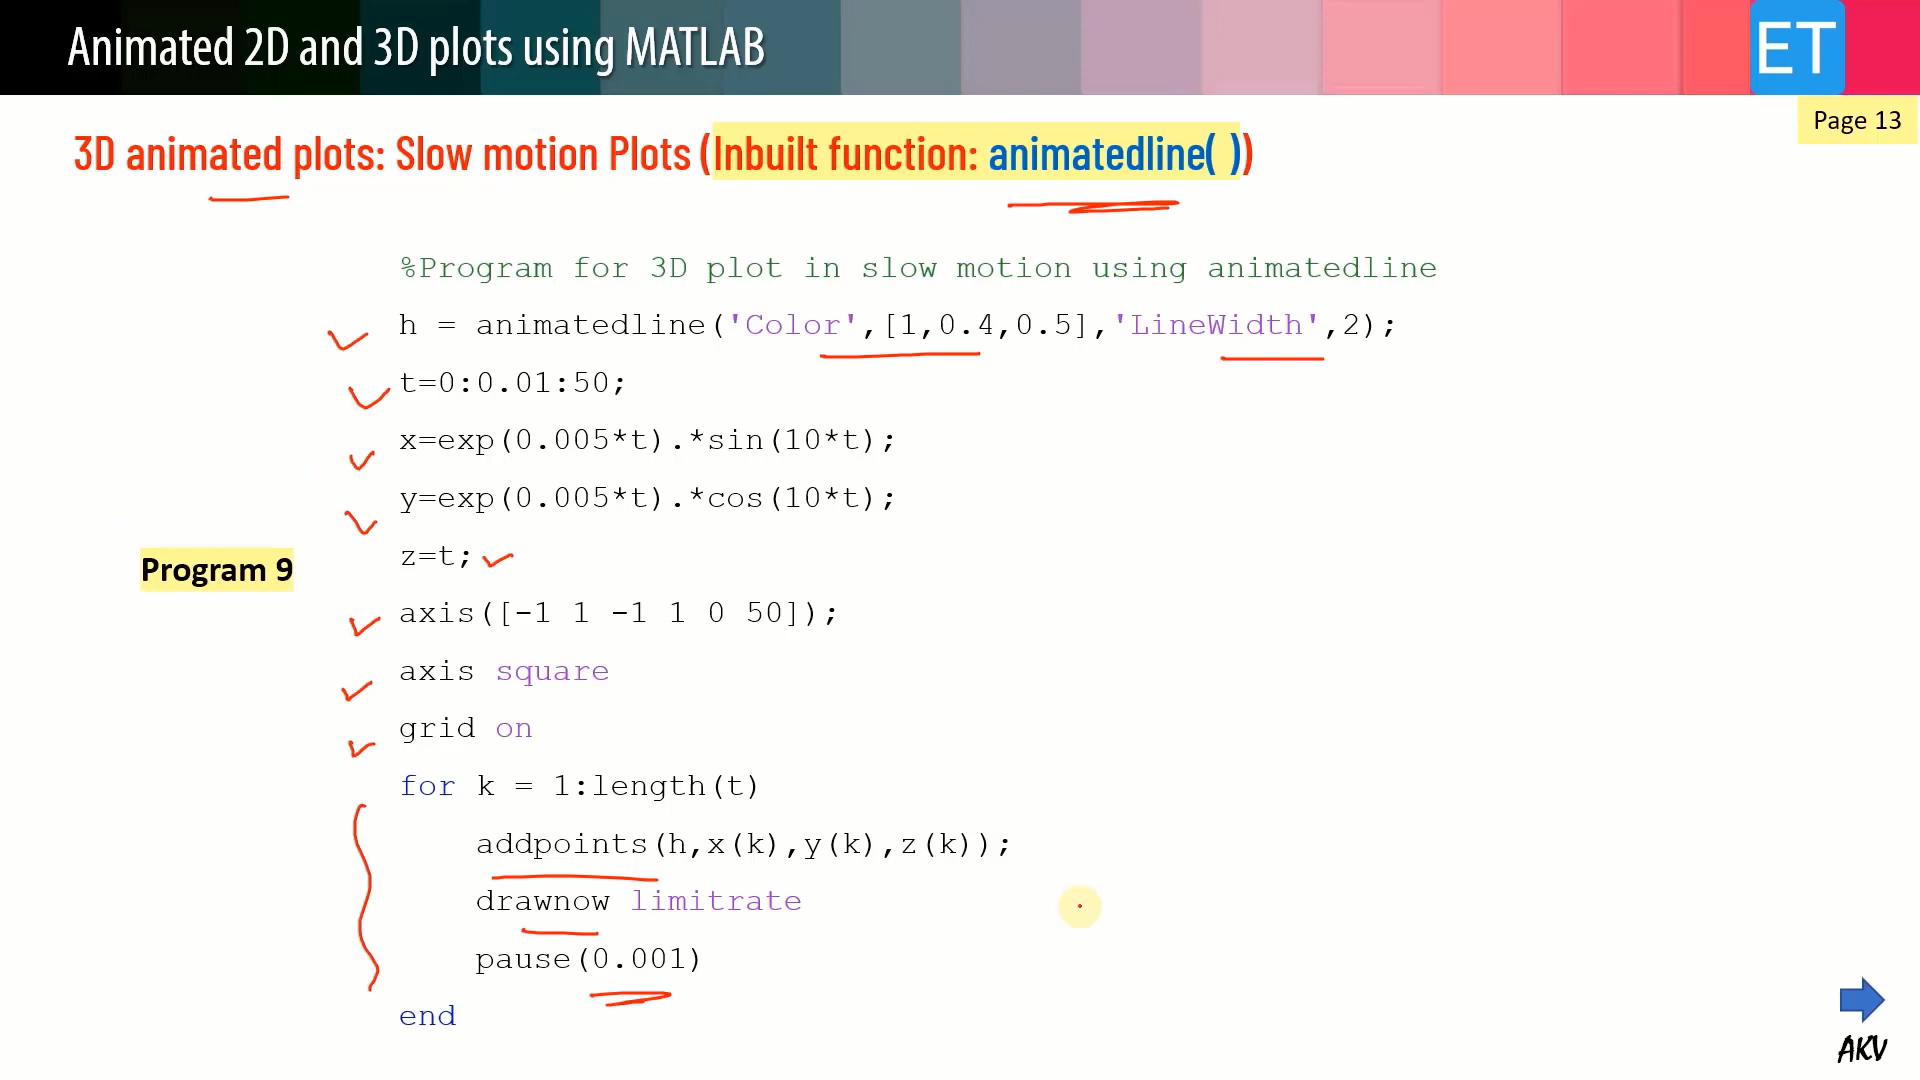 Animated 2D and 3D plots using MATLAB
ET
Page 13
3D animated plots: Slow motion Plots (Inbuilt function: animatedline( ))
%Program for 3D plot in slow motion using animatedline
h = animatedline('Color',[1,0.4,0.5],'LineWidth',2);
t=0:0.01:50;
x=exp(0.005*t).*sin(10*t);
y=exp(0.005*t).*cos(10*t);
z=t;
Program 9
axis([-1 1 -1 1 0 50]);
axis square
grid on
for k = 1:length(t)
    addpoints(h,x(k),y(k),z(k));
    drawnow limitrate
    pause(0.001)
end
AKV